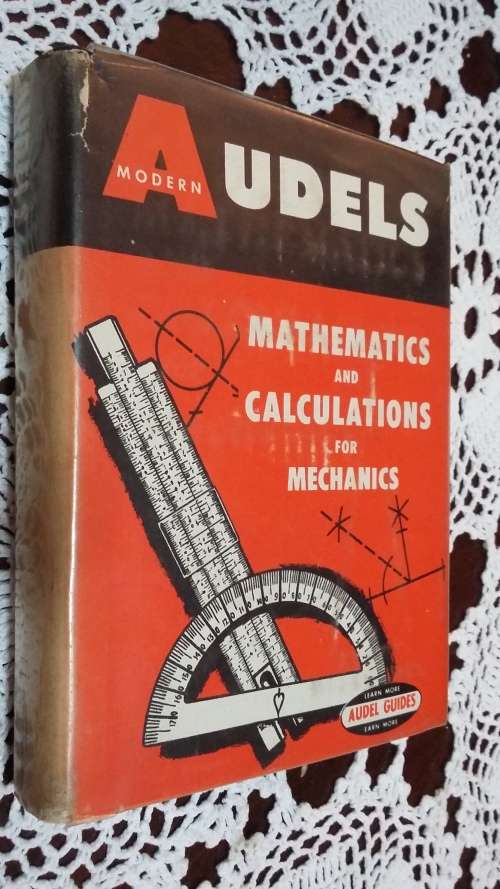 AUDELS
MODERN
MATHEMATICS
AND
CALCULATIONS
FOR
MECHANICS
LEARN MORE
AUDEL GUIDES
EARN MORE